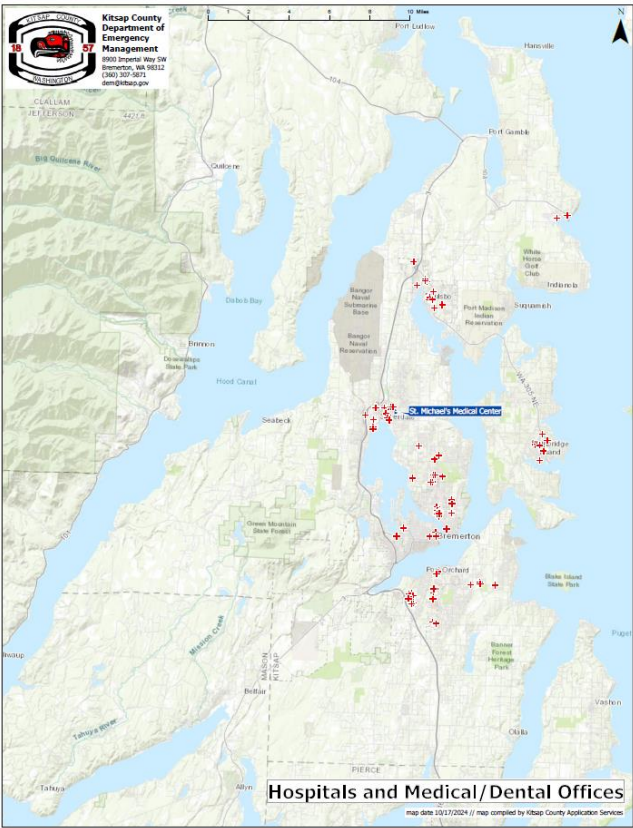 KITSAP COUNTY
18 57
WASHINGTON
Kitsap County
Department of
Emergency
Management
8900 Imperial Way SW
Bremerton, WA 98312
(360) 307-5871
dem@kitsap.gov
0 2 4 6 8 10 Miles
N
Port Ludlow
Hansville
104
CLALLAM
JEFFERSON
Port Gamble
Big Quilcene River
Quilcene
104
White
Horse
Golf
Club
Indianola
Bangor
Naval
Submarine
Base
Dabob Bay
Port Madison
Indian
Reservation
Suquamish
Bangor
Naval
Reservation
Brinnon
Dosewallips
State Park
WA-305 NE
Hood Canal
St. Michael's Medical Center
Seabeck
Green Mountain
State Forest
101
Bremerton
Port Orchard
Blake Island
State Park
Mission Creek
Puget
MASON
KITSAP
Banner
Forest
Heritage
Park
Belfair
Vashon
Tahuya River
Olalla
PIERCE
Tahuya
Allyn
Hospitals and Medical/Dental Offices
map date 10/17/2024 // map compiled by Kitsap County Application Services